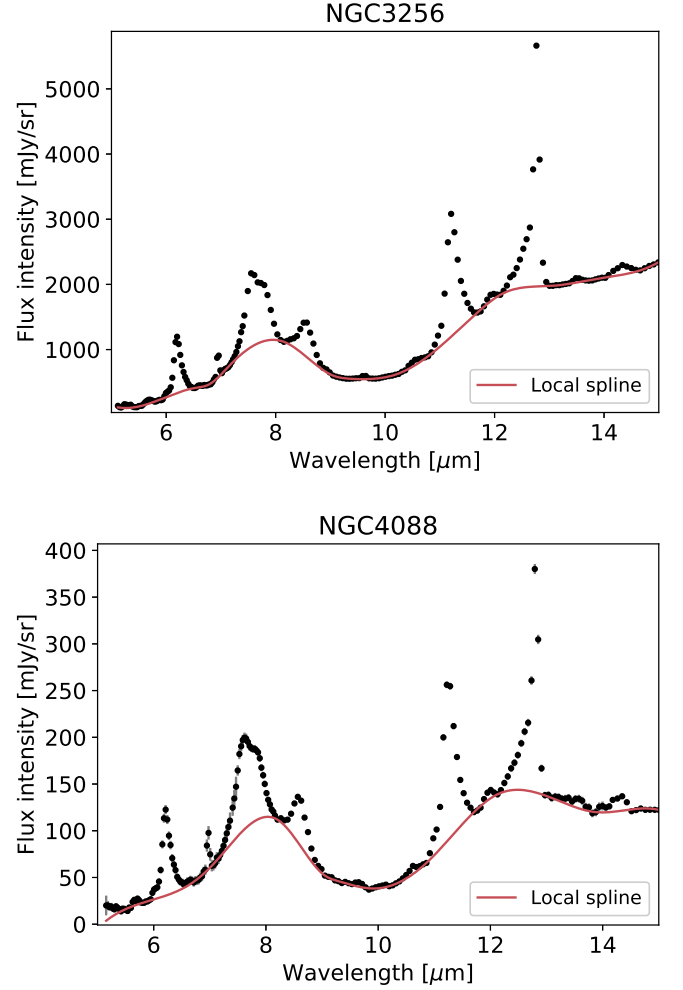 NGC3256
Flux intensity [mJy/sr]
5000
4000
3000
2000
1000
Local spline
6 8 10 12 14
Wavelength [μm]
NGC4088
Flux intensity [mJy/sr]
400
350
300
250
200
150
100
50
0
Local spline
6 8 10 12 14
Wavelength [μm]